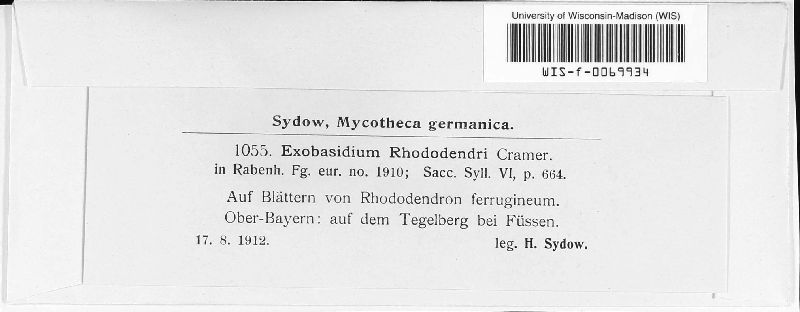 University of Wisconsin-Madison (WIS)
WIS-f-0069934
Sydow, Mycotheca germanica.
1055. Exobasidium Rhododendri Cramer.
in Rabenh. Fg. eur. no. 1910; Sacc. Syll. VI, p. 664.
Auf Blättern von Rhododendron ferrugineum.
Ober-Bayern: auf dem Tegelberg bei Füssen.
17. 8. 1912. leg. H. Sydow.